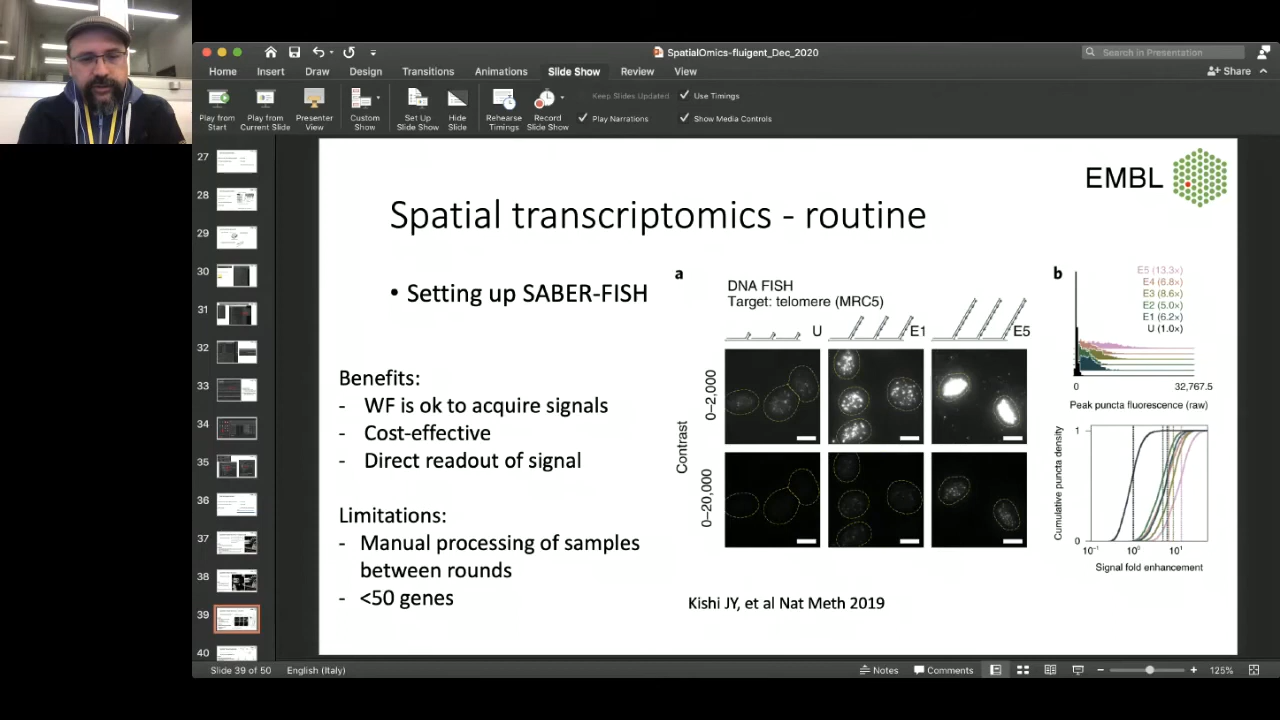 SpatialOmics-fluigent_Dec_2020
Search in Presentation
Home Insert Draw Design Transitions Animations Slide Show Review View
Share
Play from Start
Play from Current Slide
Presenter View
Custom Show
Set Up Slide Show
Hide Slide
Rehearse Timings
Record Slide Show
Keep Slides Updated
Play Narrations
Use Timings
Show Media Controls
27
28
29
30
31
32
33
34
35
36
37
38
39
40
EMBL
Spatial transcriptomics - routine
• Setting up SABER-FISH
Benefits:
- WF is ok to acquire signals
- Cost-effective
- Direct readout of signal
Limitations:
- Manual processing of samples
between rounds
- <50 genes
a
DNA FISH
Target: telomere (MRC5)
U E1 E5
Contrast
0–2,000
0–20,000
b
E5 (13.3×)
E4 (6.8×)
E3 (8.6×)
E2 (5.0×)
E1 (6.2×)
U (1.0×)
0 32,767.5
Peak puncta fluorescence (raw)
Cumulative puncta density
1
0
10⁻¹ 10⁰ 10¹
Signal fold enhancement
Kishi JY, et al Nat Meth 2019
Slide 39 of 50 English (Italy)
Notes Comments 125%